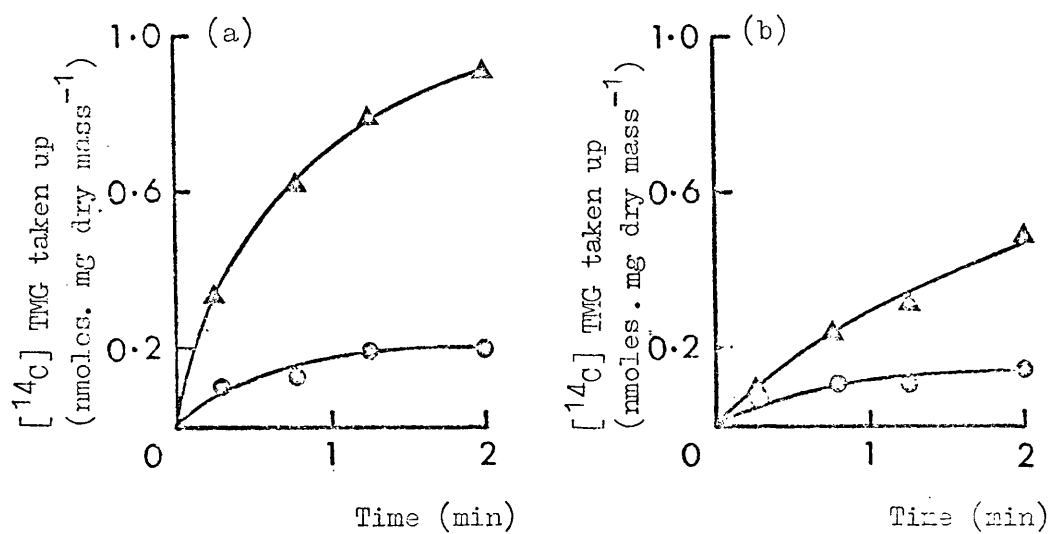 (a)
1.0
0.6
0.2
0
1
2
[14C] TMG taken up
(nmoles. mg dry mass-1)
Time (min)
(b)
1.0
0.6
0.2
0
1
2
[14C] TMG taken up
(nmoles. mg dry mass-1)
Time (min)